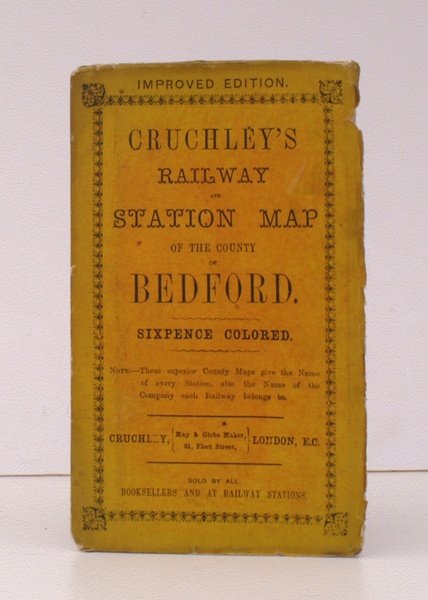 IMPROVED EDITION.
CRUCHLEY'S
RAILWAY
AND
STATION MAP
OF THE COUNTY
OF
BEDFORD.
SIXPENCE COLORED.
NOTE.—These superior County Maps give the Name
of every Station, also the Name of the
Company each Railway belongs to.
CRUCHLEY, { Map & Globe Maker, 81, Fleet Street, } LONDON, E.C.
SOLD BY ALL
BOOKSELLERS AND AT RAILWAY STATIONS.